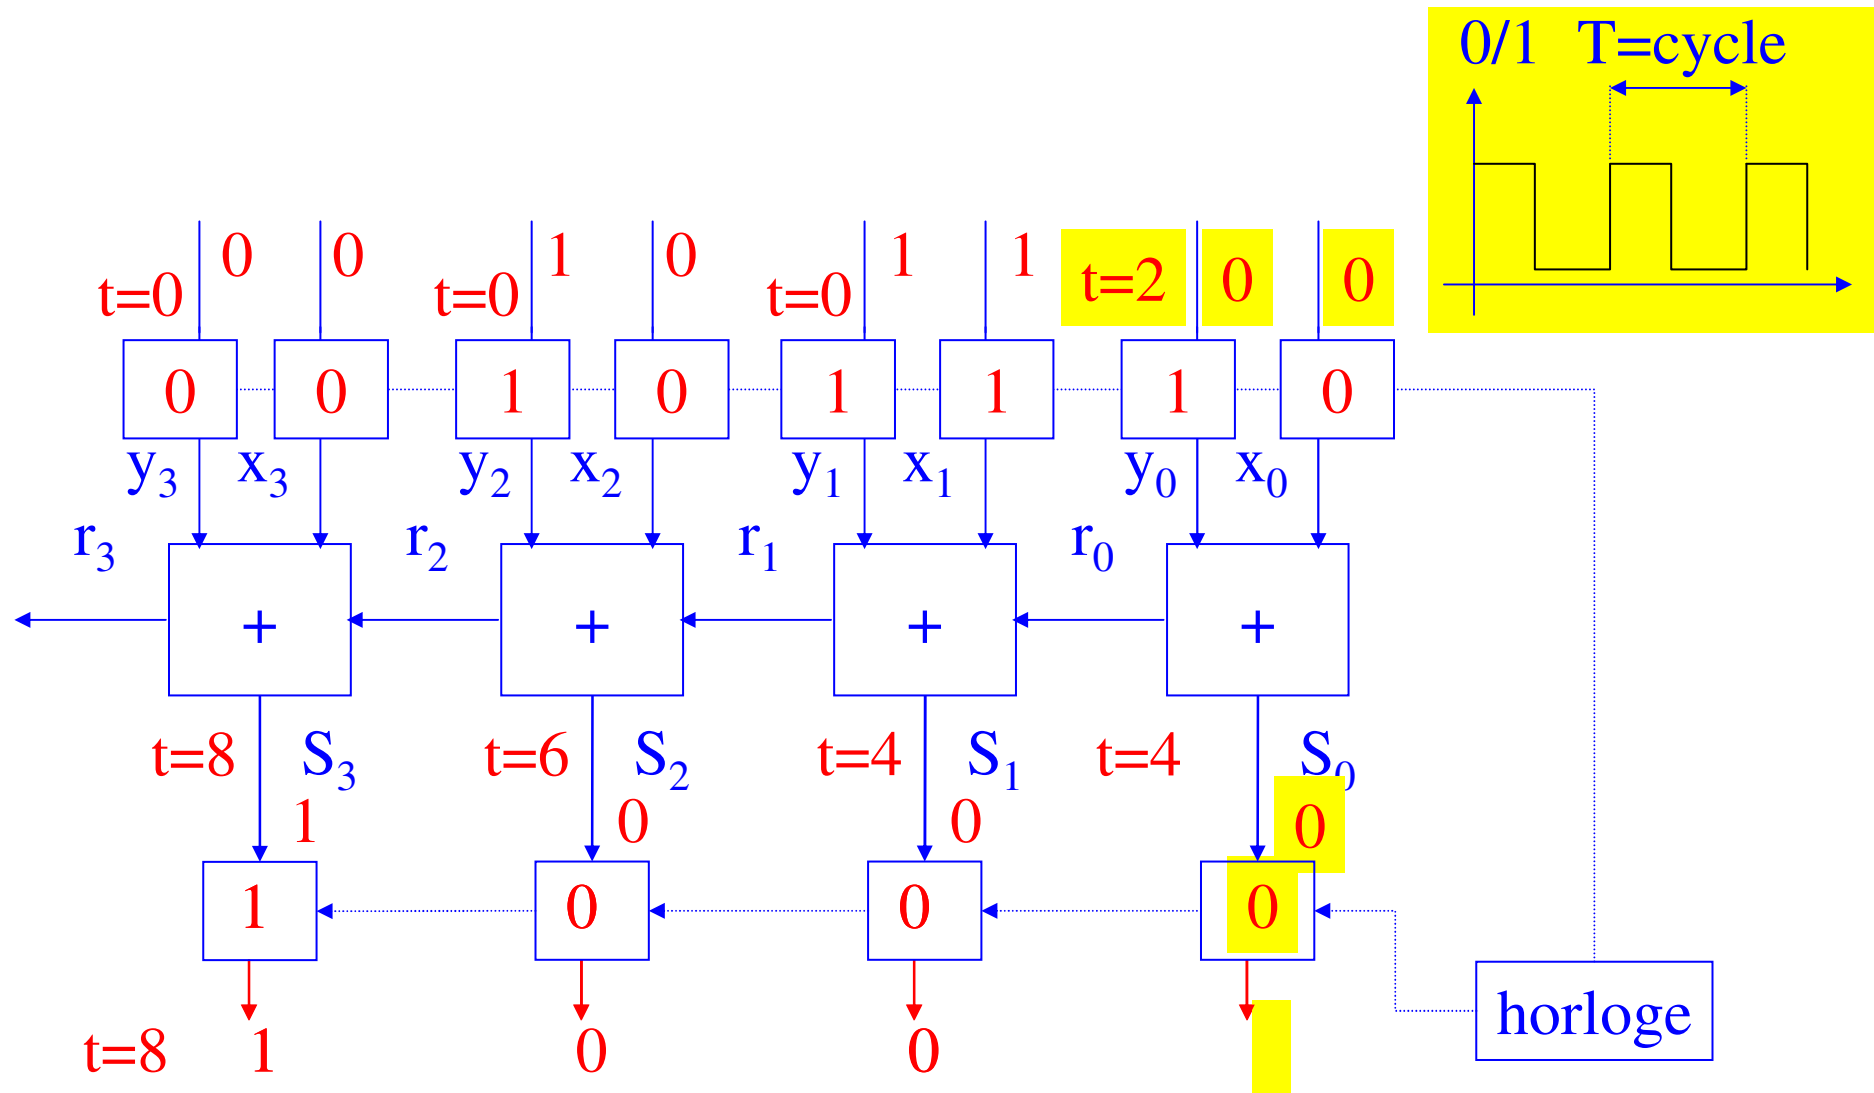 0/1 T=cycle
0 0 1 0 1 1
t=0 t=0 t=0 t=2 0 0
0 0 1 0 1 1 1 0
y3 x3 y2 x2 y1 x1 y0 x0
r3 r2 r1 r0
+ + + +
t=8 S3 t=6 S2 t=4 S1 t=4 S0
1 0 0 0
1 0 0 0
horloge
t=8 1 0 0